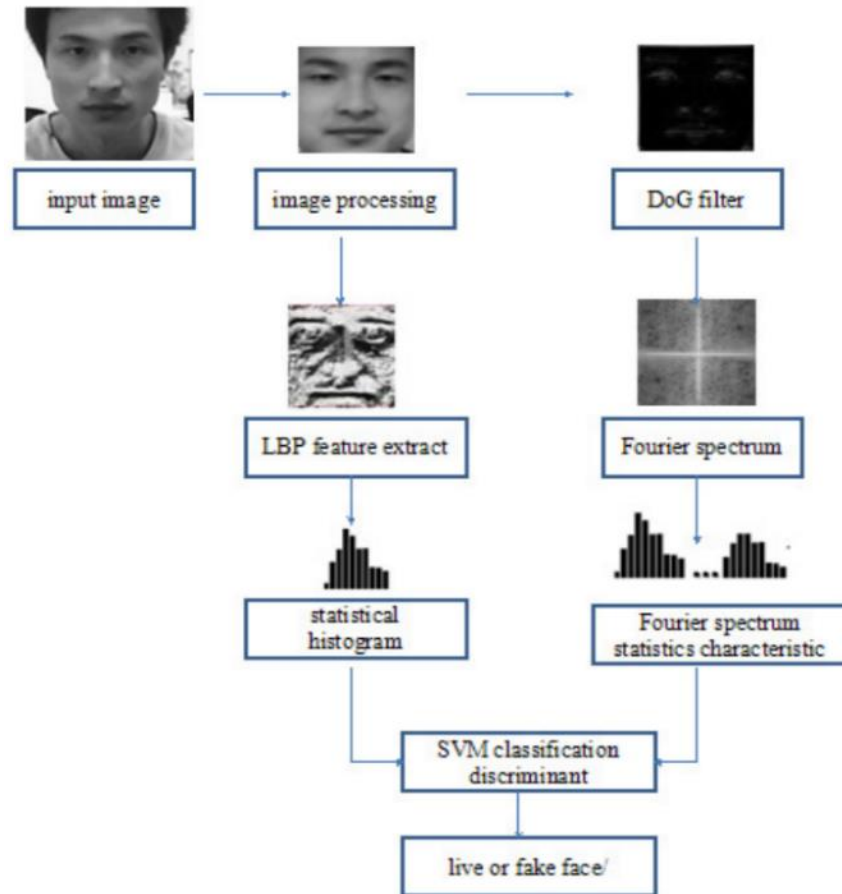 input image
image processing
DoG filter
LBP feature extract
Fourier spectrum
statistical
histogram
Fourier spectrum
statistics characteristic
SVM classification
discriminant
live or fake face/